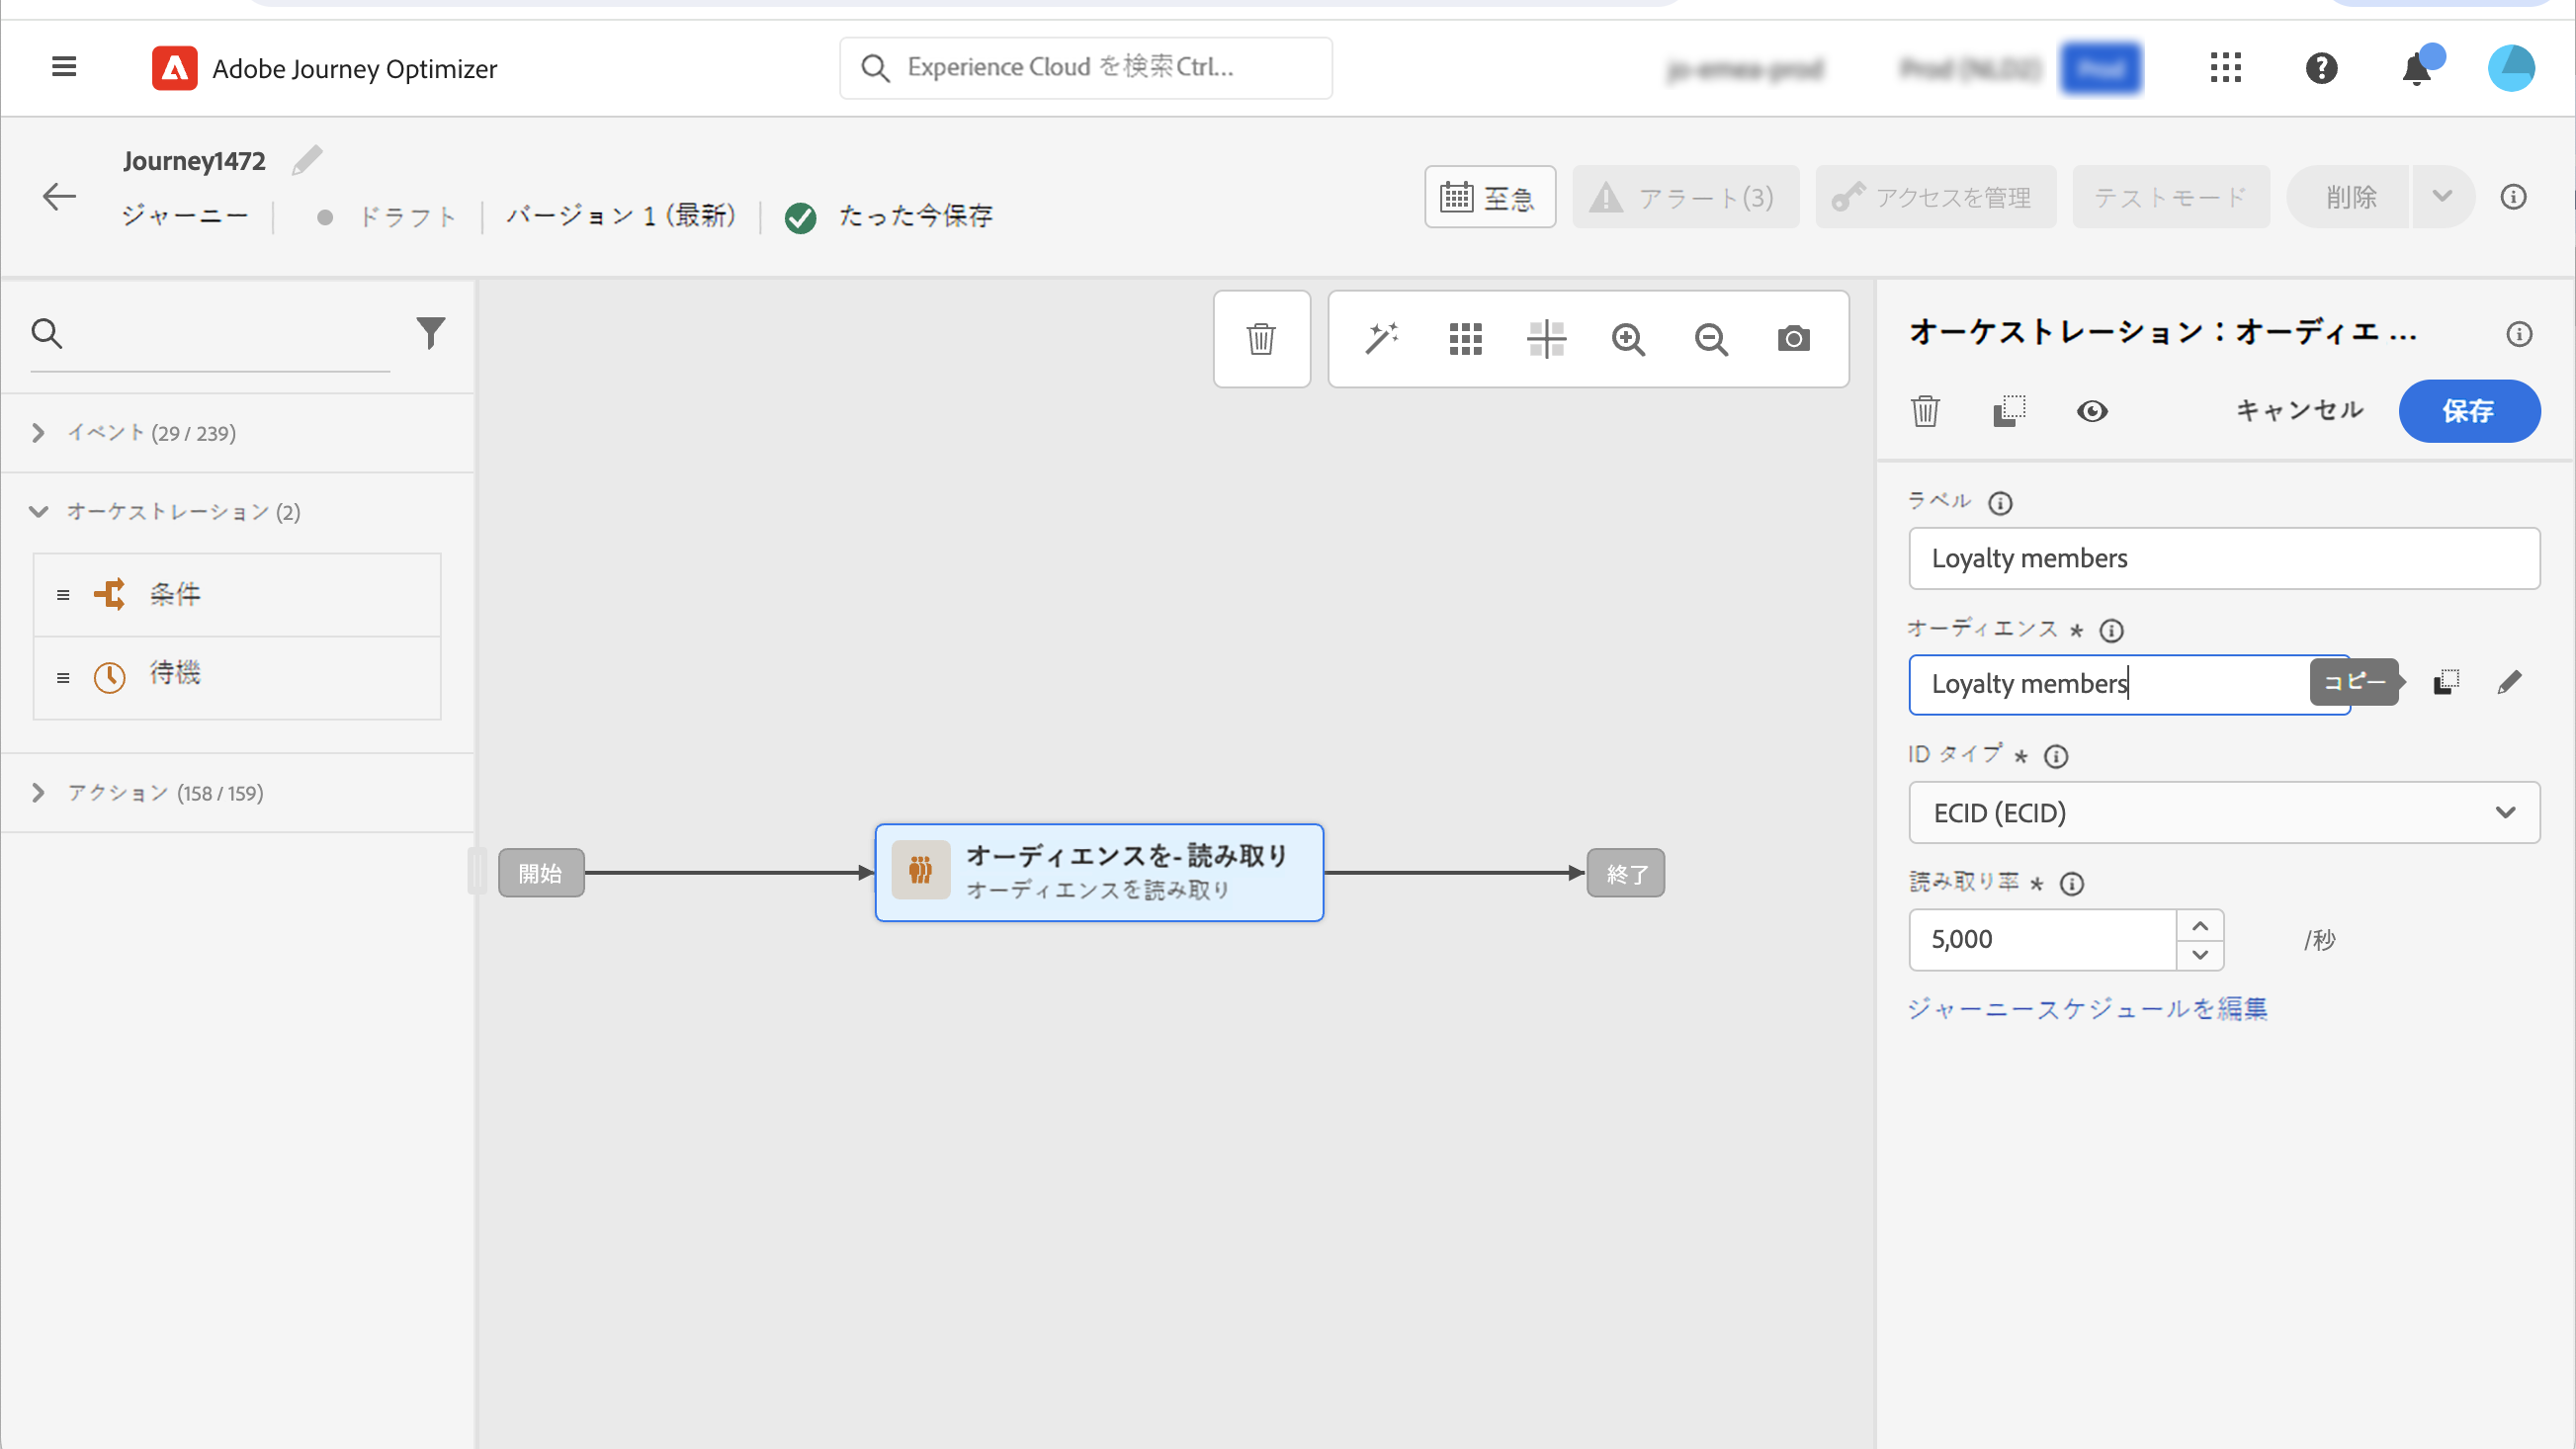 Adobe Journey Optimizer
Experience Cloud を検索 Ctrl...
Journey1472
ジャーニー
ドラフト
バージョン 1 (最新)
たった今保存
至急
アラート(3)
アクセスを管理
テストモード
削除
イベント (29 / 239)
オーケストレーション (2)
条件
待機
アクション (158 / 159)
開始
オーディエンスを- 読み取り
オーディエンスを読み取り
終了
オーケストレーション：オーディエ ...
キャンセル
保存
ラベル
Loyalty members
オーディエンス *
Loyalty members
コピー
ID タイプ *
ECID (ECID)
読み取り率 *
5,000
/秒
ジャーニースケジュールを編集